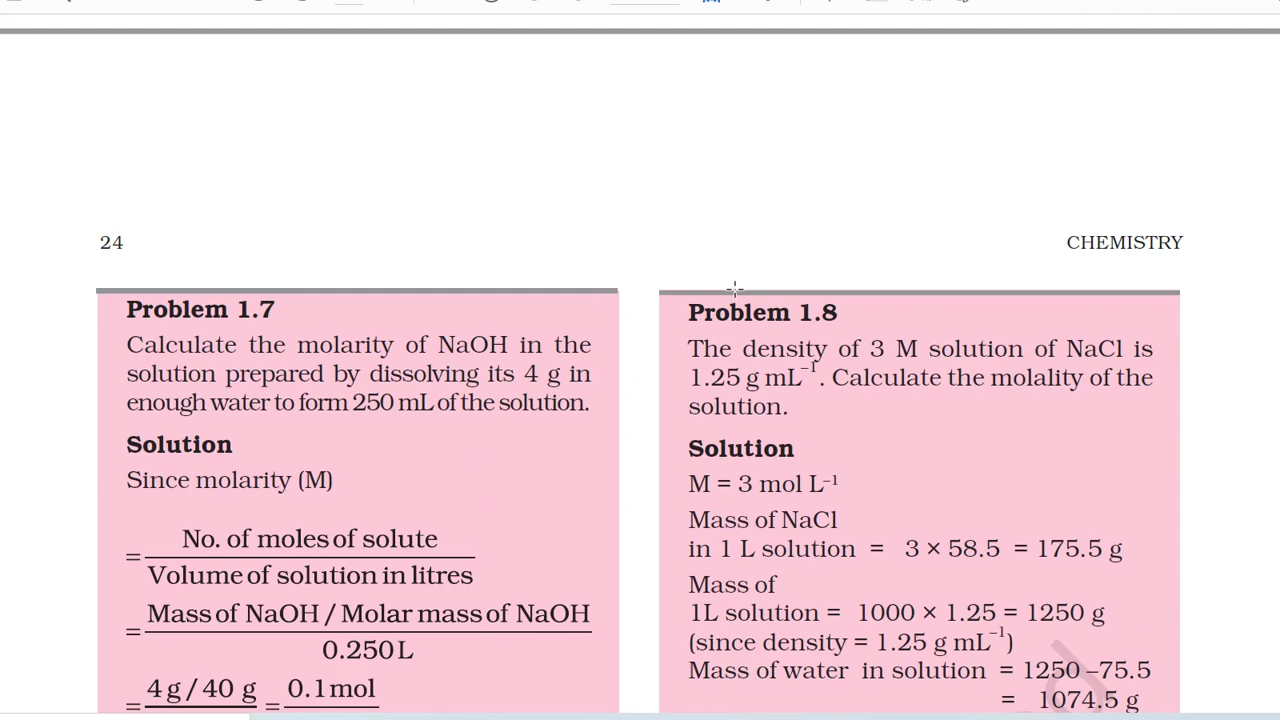 24
CHEMISTRY
Problem 1.7
Calculate the molarity of NaOH in the
solution prepared by dissolving its 4 g in
enough water to form 250 mL of the solution.
Solution
Since molarity (M)
= No. of moles of solute
Volume of solution in litres
= Mass of NaOH / Molar mass of NaOH
0.250 L
= 4 g / 40 g = 0.1 mol
Problem 1.8
The density of 3 M solution of NaCl is
1.25 g mL⁻¹. Calculate the molality of the
solution.
Solution
M = 3 mol L⁻¹
Mass of NaCl
in 1 L solution = 3 × 58.5 = 175.5 g
Mass of
1L solution = 1000 × 1.25 = 1250 g
(since density = 1.25 g mL⁻¹)
Mass of water in solution = 1250 –75.5
= 1074.5 g